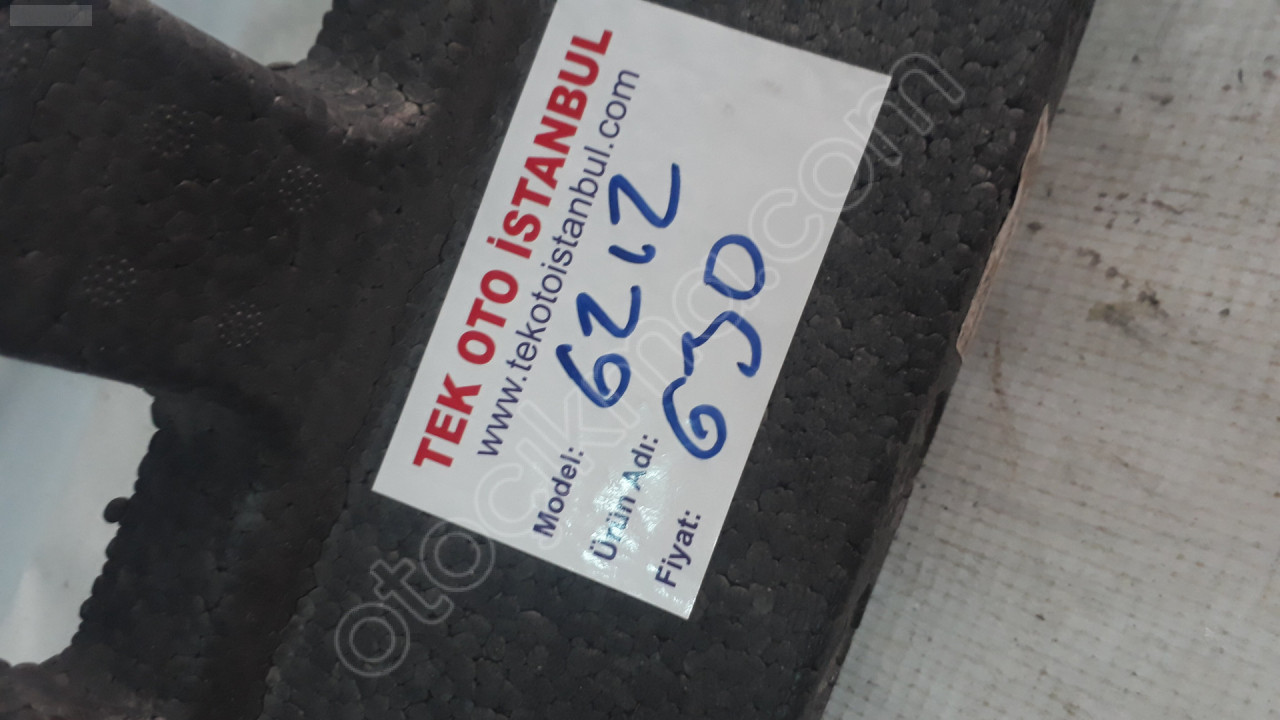 TEK OTO İSTANBUL
www.tekotoistanbul.com
Model: 6212
Ürün Adı:
Fiyat: 630
otocikma.com